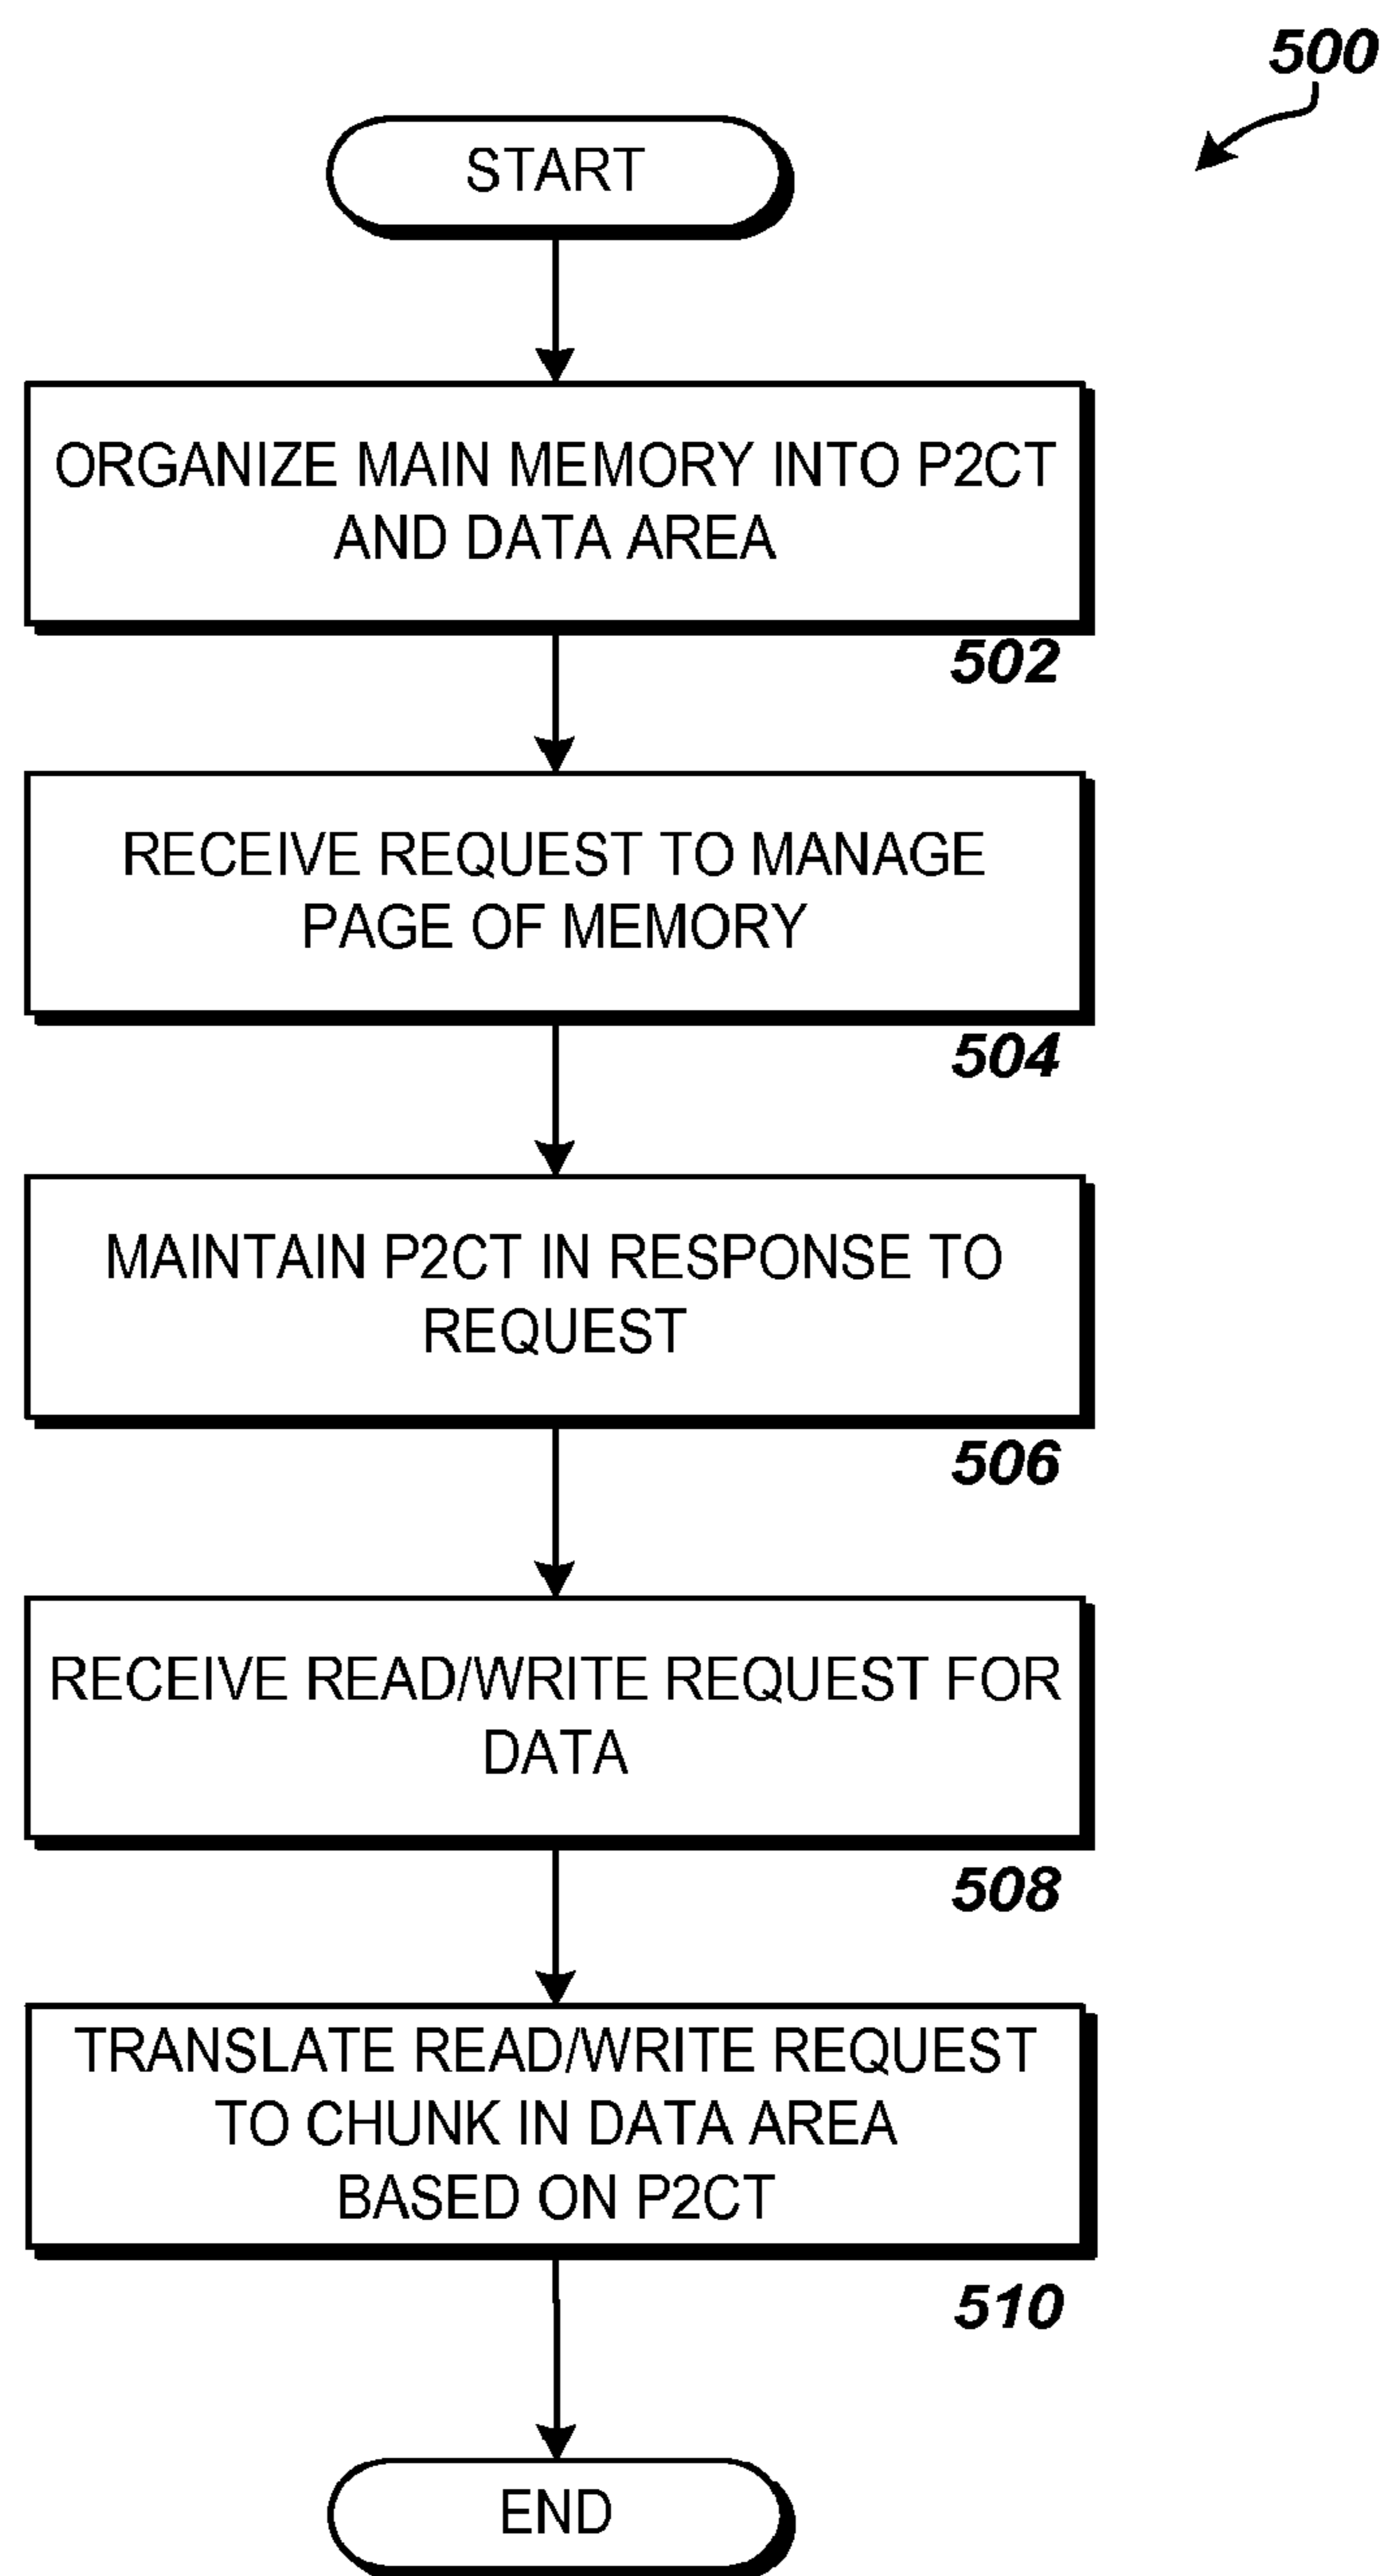 500
START
ORGANIZE MAIN MEMORY INTO P2CT
AND DATA AREA
502
RECEIVE REQUEST TO MANAGE
PAGE OF MEMORY
504
MAINTAIN P2CT IN RESPONSE TO
REQUEST
506
RECEIVE READ/WRITE REQUEST FOR
DATA
508
TRANSLATE READ/WRITE REQUEST
TO CHUNK IN DATA AREA
BASED ON P2CT
510
END